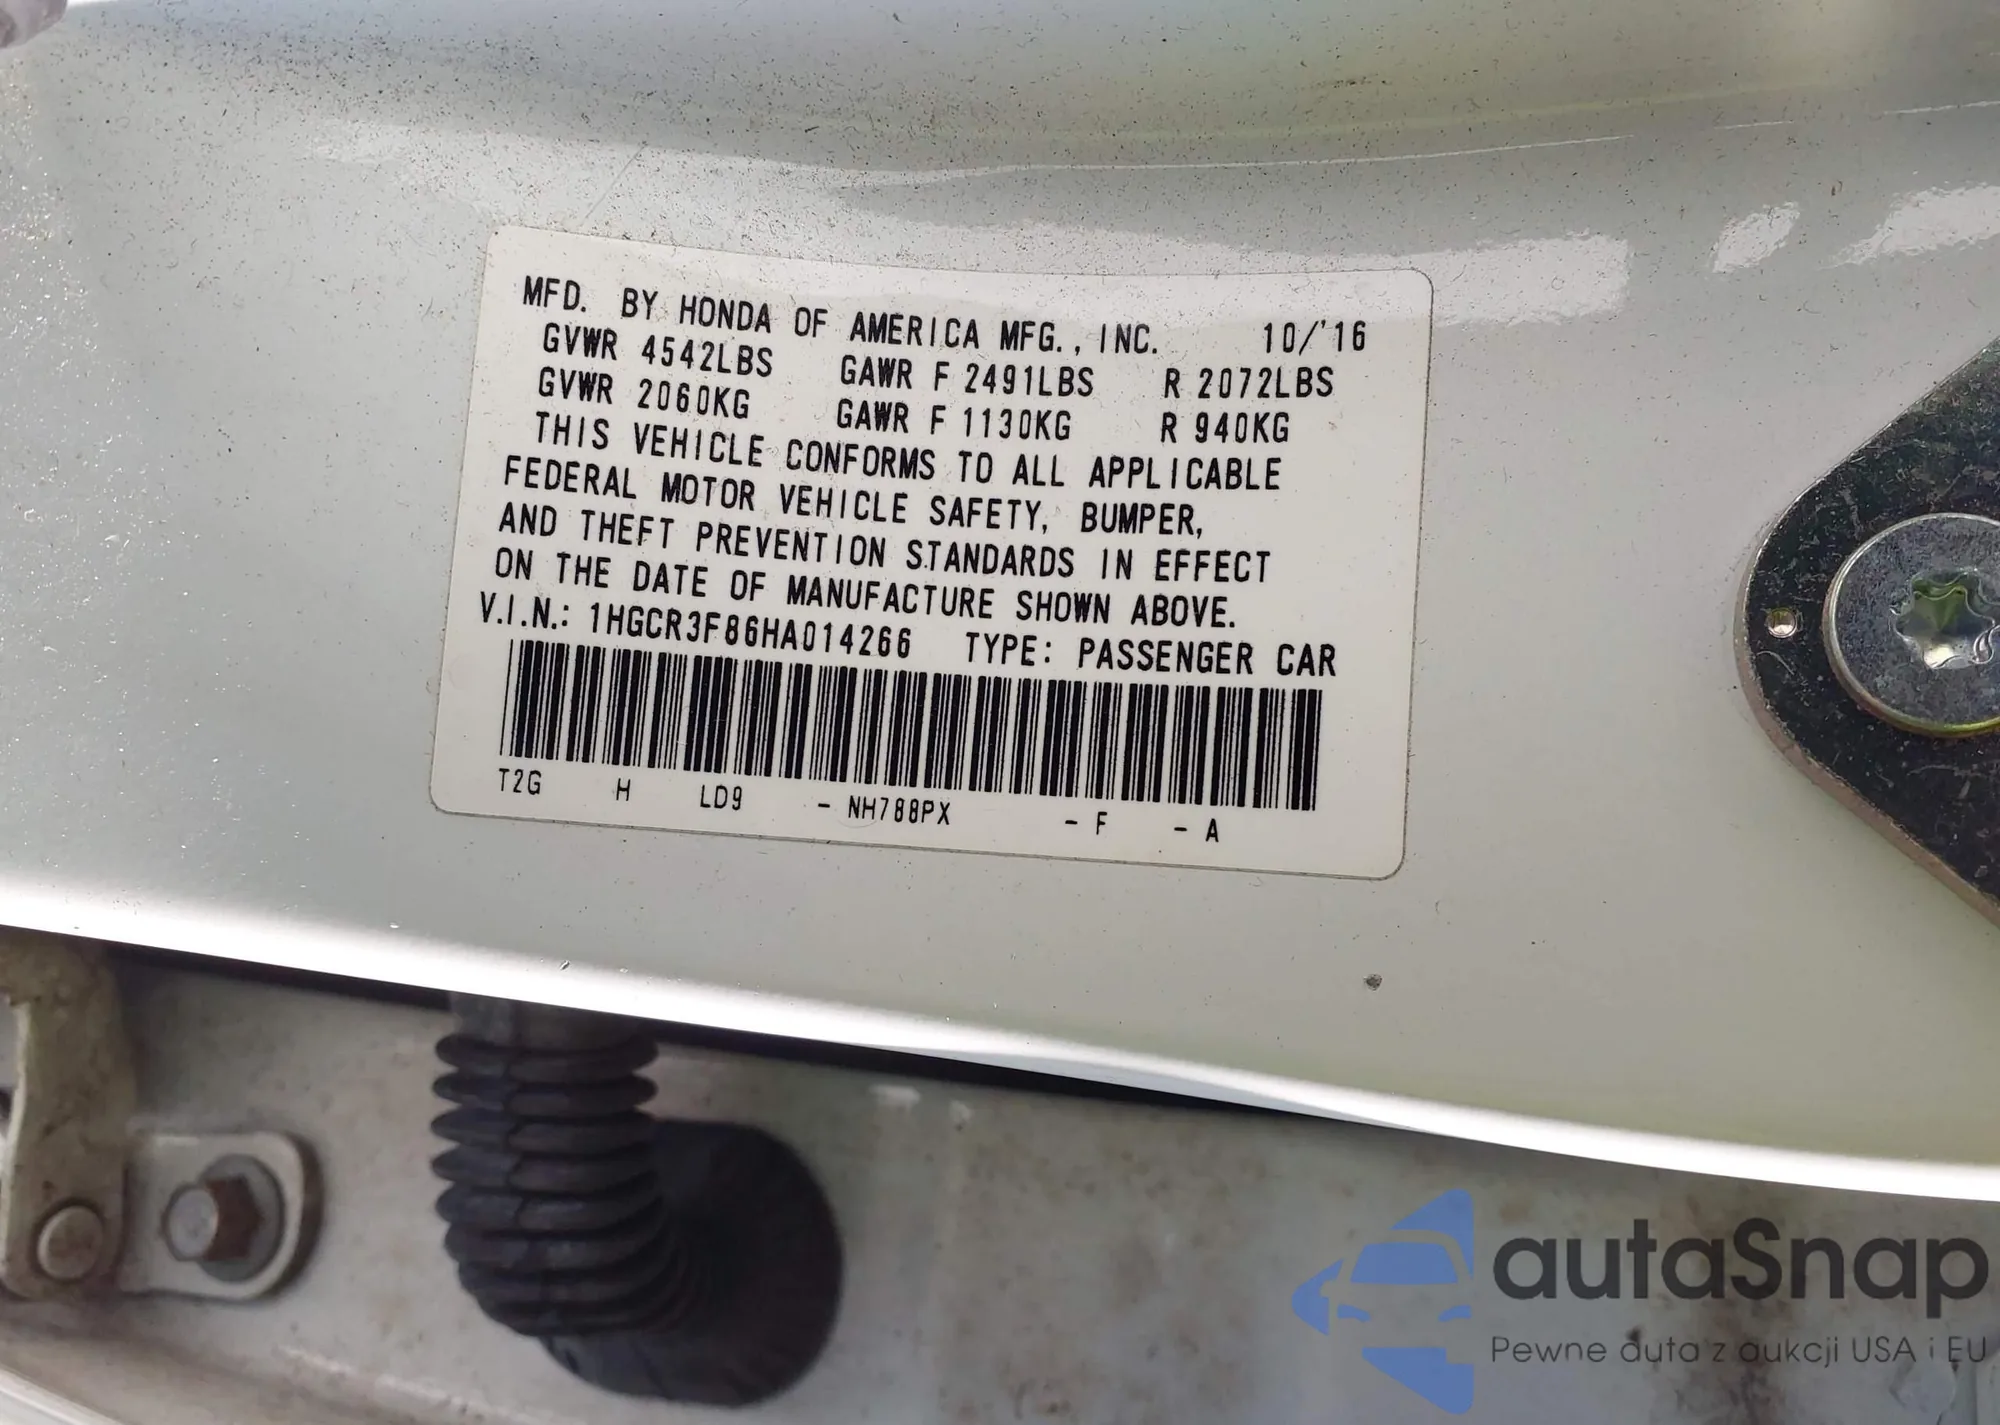 MFD. BY HONDA OF AMERICA MFG., INC. 10/'16
GVWR 4542LBS GAWR F 2491LBS R 2072LBS
GVWR 2060KG GAWR F 1130KG R 940KG
THIS VEHICLE CONFORMS TO ALL APPLICABLE
FEDERAL MOTOR VEHICLE SAFETY, BUMPER,
AND THEFT PREVENTION STANDARDS IN EFFECT
ON THE DATE OF MANUFACTURE SHOWN ABOVE.
V.I.N.: 1HGCR3F86HA014266 TYPE: PASSENGER CAR
T2G H LD9 - NH788PX - F - A
autaSnap
Pewne auta z aukcji USA i EU